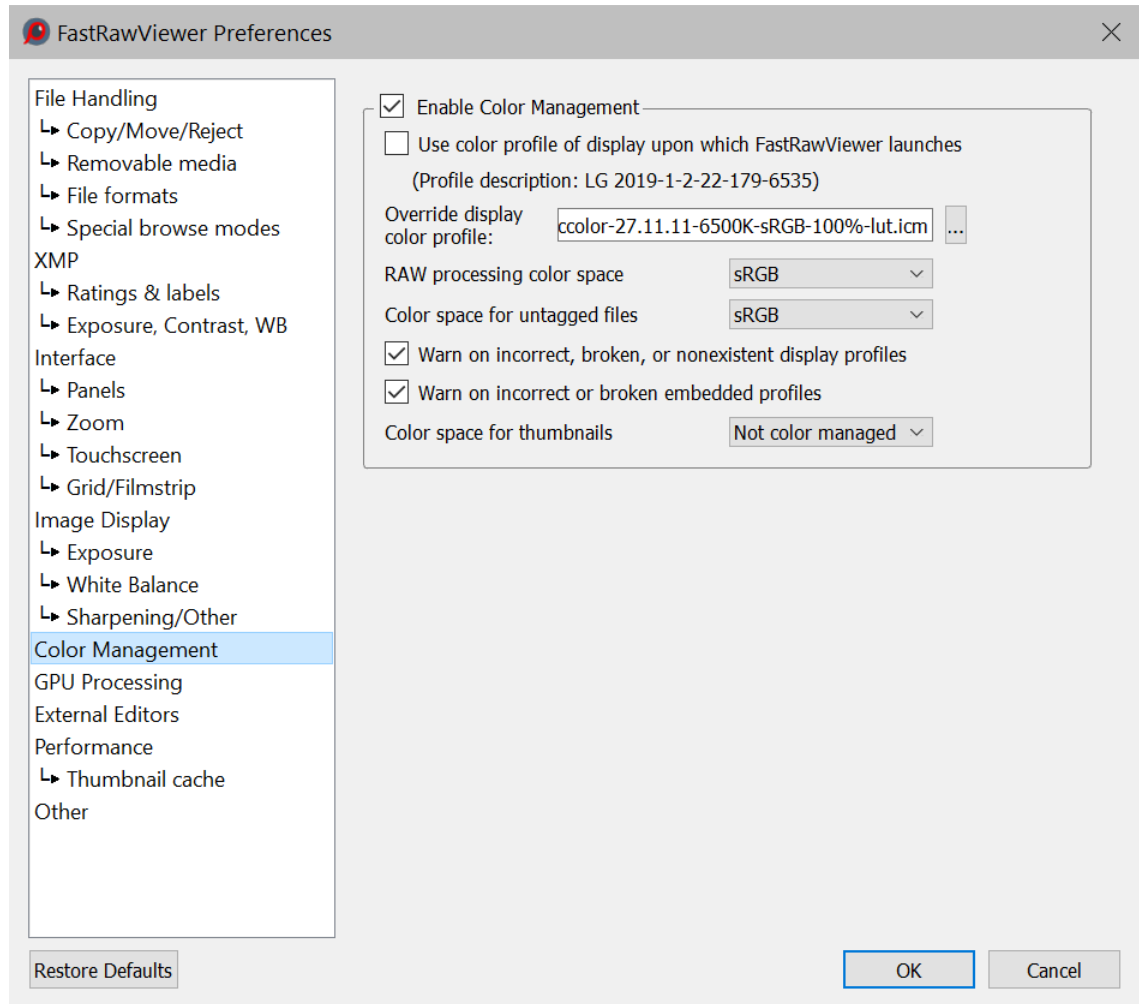 FastRawViewer Preferences
File Handling
Copy/Move/Reject
Removable media
File formats
Special browse modes
XMP
Ratings & labels
Exposure, Contrast, WB
Interface
Panels
Zoom
Touchscreen
Grid/Filmstrip
Image Display
Exposure
White Balance
Sharpening/Other
Color Management
GPU Processing
External Editors
Performance
Thumbnail cache
Other
Enable Color Management
Use color profile of display upon which FastRawViewer launches
(Profile description: LG 2019-1-2-22-179-6535)
Override display
color profile:
ccolor-27.11.11-6500K-sRGB-100%-lut.icm
...
RAW processing color space
sRGB
Color space for untagged files
sRGB
Warn on incorrect, broken, or nonexistent display profiles
Warn on incorrect or broken embedded profiles
Color space for thumbnails
Not color managed
Restore Defaults
OK
Cancel